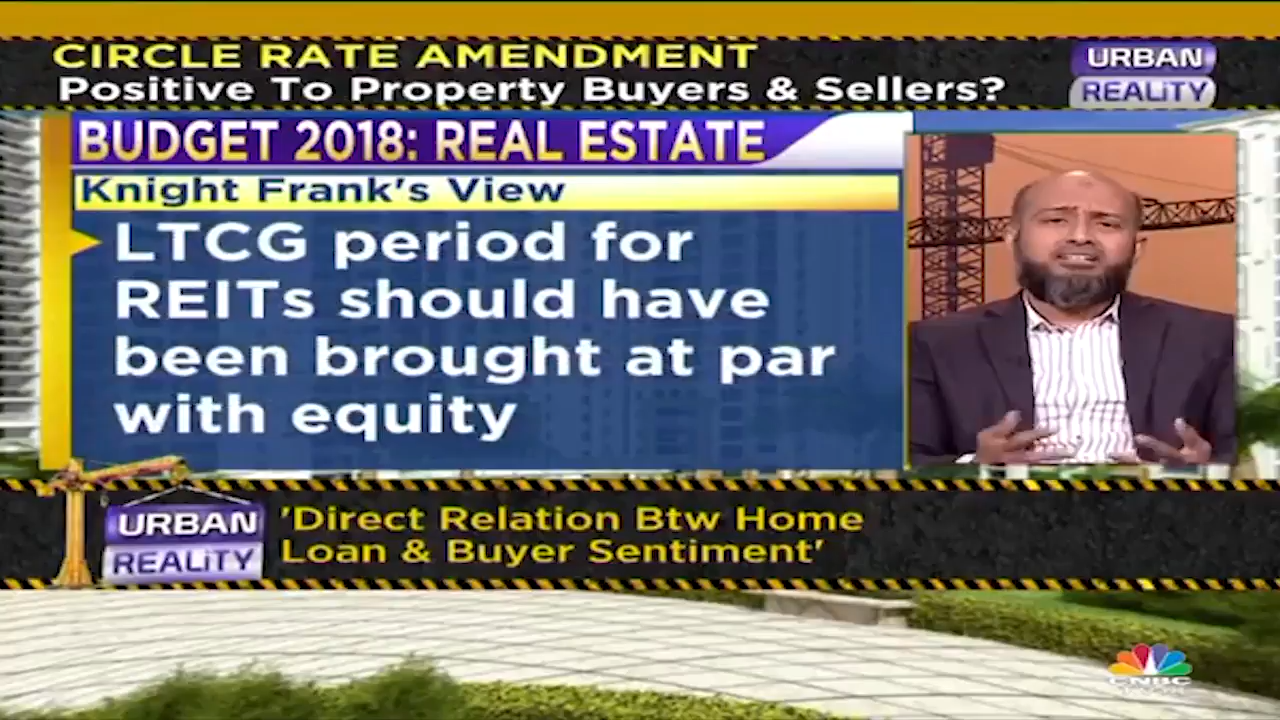 CIRCLE RATE AMENDMENT
Positive To Property Buyers & Sellers?
URBAN
REALITY
BUDGET 2018: REAL ESTATE
Knight Frank's View
LTCG period for
REITs should have
been brought at par
with equity
URBAN
REALITY
'Direct Relation Btw Home
Loan & Buyer Sentiment'
CNBC